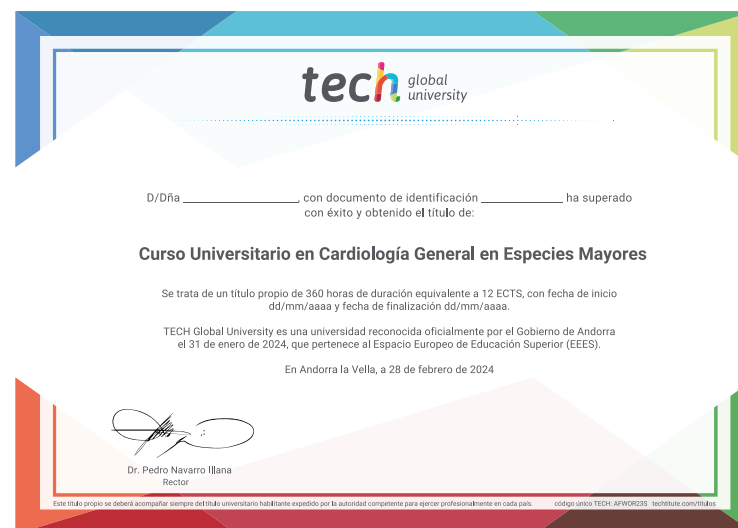 tech global university
D/Dña ____________________, con documento de identificación ______________ ha superado
con éxito y obtenido el título de:
Curso Universitario en Cardiología General en Especies Mayores
Se trata de un título propio de 360 horas de duración equivalente a 12 ECTS, con fecha de inicio
dd/mm/aaaa y fecha de finalización dd/mm/aaaa.
TECH Global University es una universidad reconocida oficialmente por el Gobierno de Andorra
el 31 de enero de 2024, que pertenece al Espacio Europeo de Educación Superior (EEES).
En Andorra la Vella, a 28 de febrero de 2024
Dr. Pedro Navarro Illana
Rector
Este título propio se deberá acompañar siempre del título universitario habilitante expedido por la autoridad competente para ejercer profesionalmente en cada país. código único TECH: AFWOR23S techtitute.com/titulos